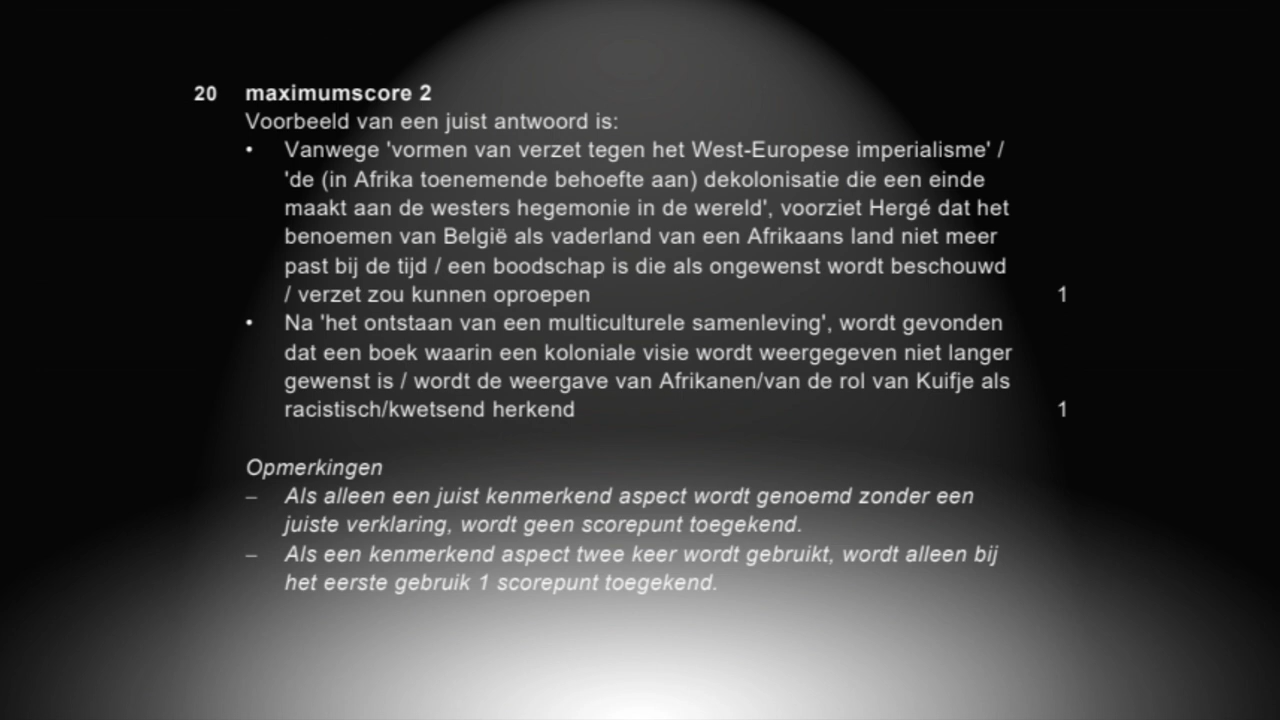 20 maximumscore 2
Voorbeeld van een juist antwoord is:
• Vanwege 'vormen van verzet tegen het West-Europese imperialisme' /
'de (in Afrika toenemende behoefte aan) dekolonisatie die een einde
maakt aan de westers hegemonie in de wereld', voorziet Hergé dat het
benoemen van België als vaderland van een Afrikaans land niet meer
past bij de tijd / een boodschap is die als ongewenst wordt beschouwd
/ verzet zou kunnen oproepen 1
• Na 'het ontstaan van een multiculturele samenleving', wordt gevonden
dat een boek waarin een koloniale visie wordt weergegeven niet langer
gewenst is / wordt de weergave van Afrikanen/van de rol van Kuifje als
racistisch/kwetsend herkend 1
Opmerkingen
– Als alleen een juist kenmerkend aspect wordt genoemd zonder een
juiste verklaring, wordt geen scorepunt toegekend.
– Als een kenmerkend aspect twee keer wordt gebruikt, wordt alleen bij
het eerste gebruik 1 scorepunt toegekend.